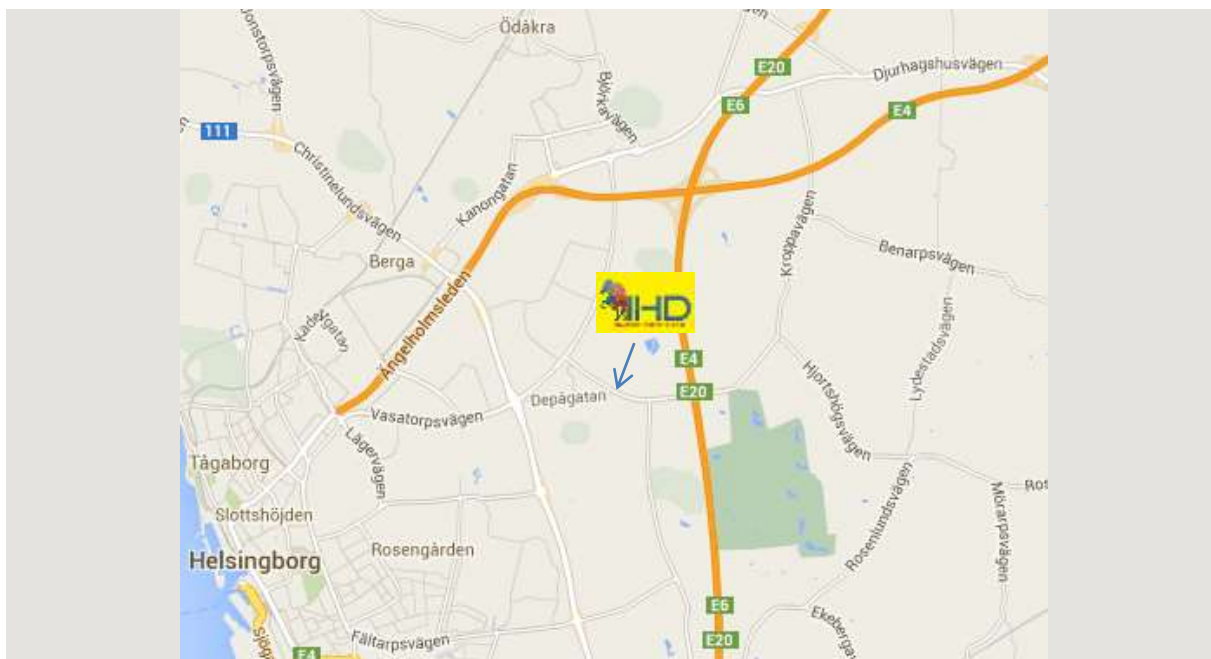 Jonstorpsvägen
Ödåkra
E20
Djurhagshusvägen
Björkavägen
E6
E4
111
Christinelundsvägen
Kanongatan
Kroppavägen
Benarpsvägen
Berga
IHD
Ängelholmsleden
Lydestadsvägen
E4
Hjortshögsvägen
E20
Depågatan
Vasatorpsvägen
Lägervägen
Tågaborg
Mörarpsvägen
Slottshöjden
Rosenlundsvägen
Rosengården
Helsingborg
E6
E20
Fältarpsvägen
E4